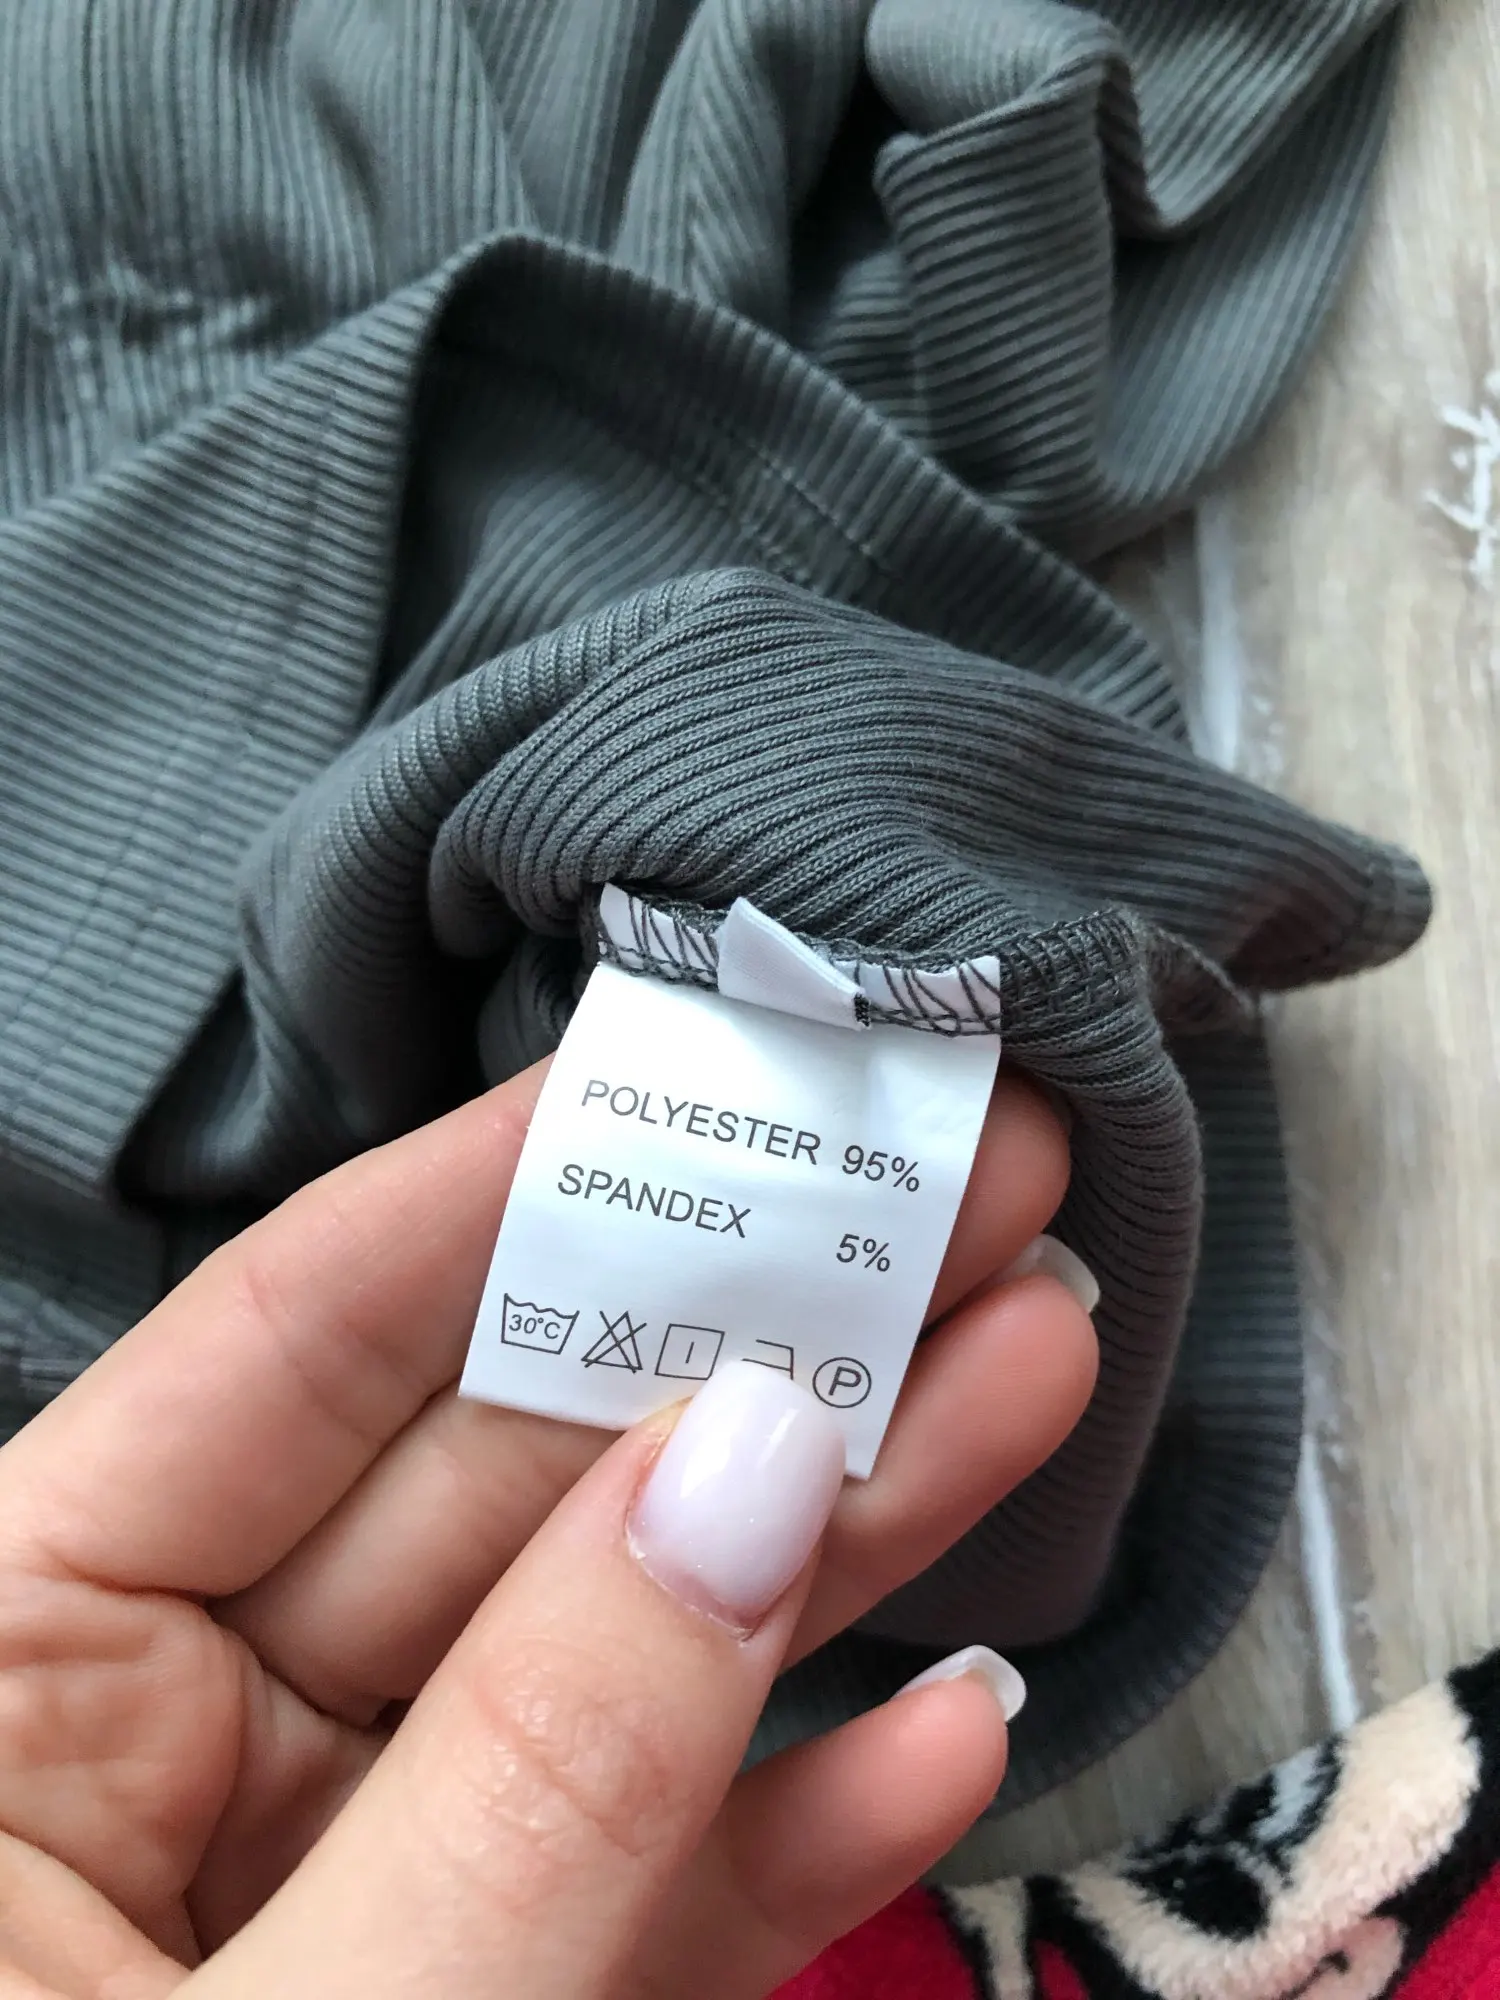 POLYESTER 95%
SPANDEX 5%
30°C P